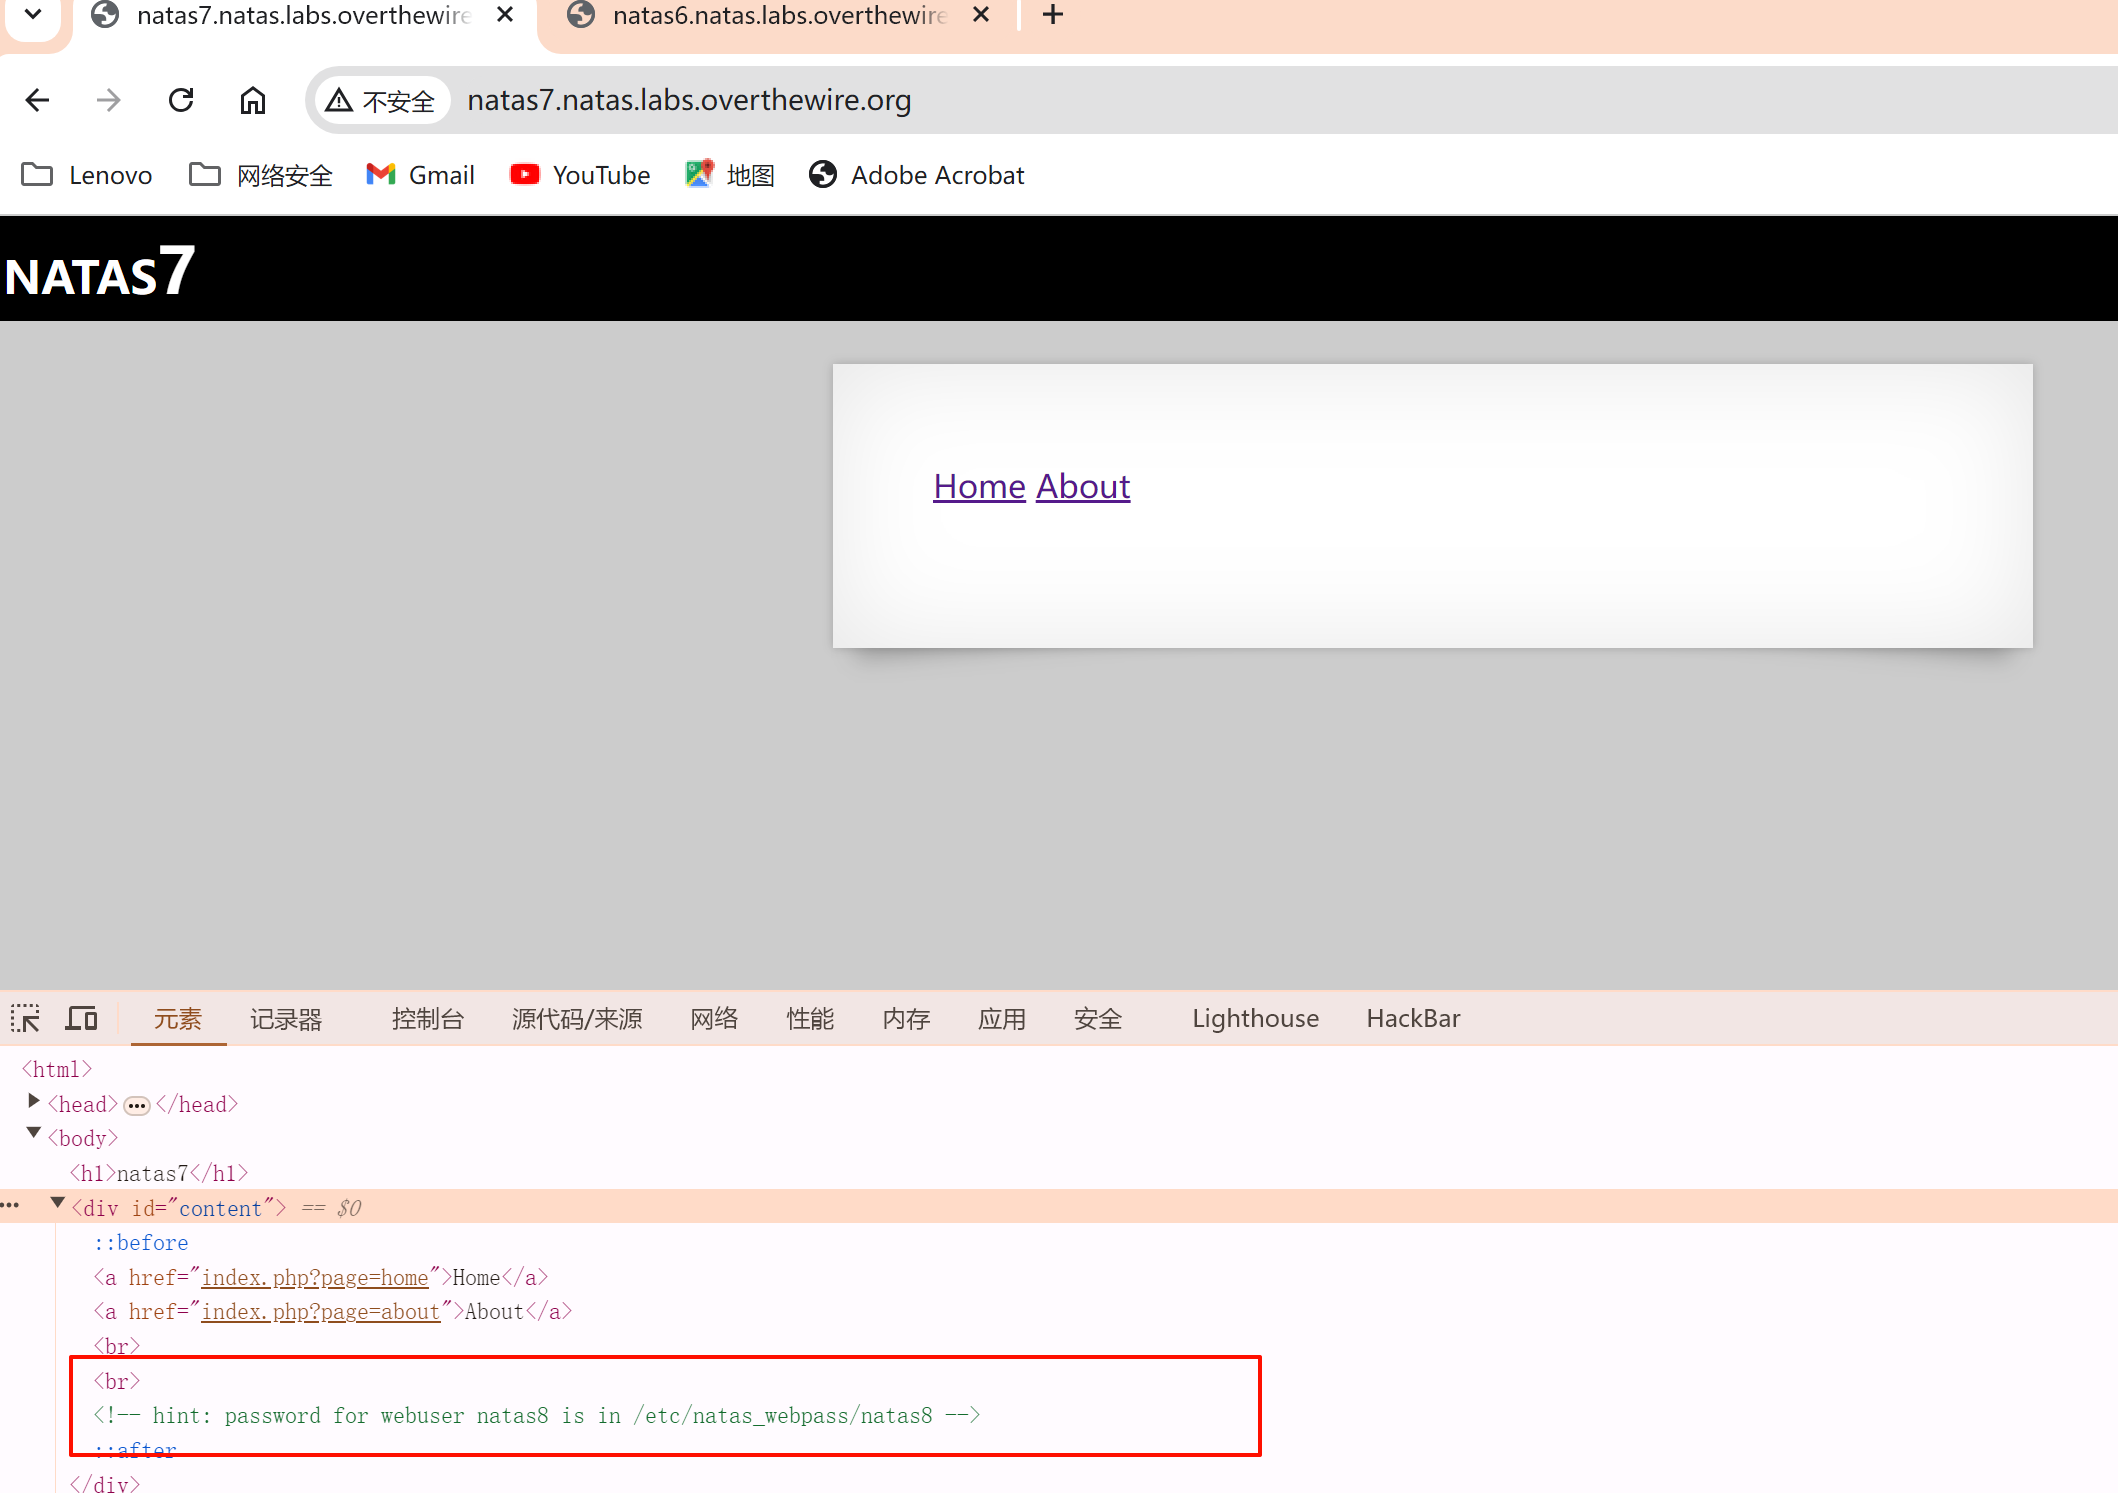 natas7.natas.labs.overthewire natas6.natas.labs.overthewire
不安全 natas7.natas.labs.overthewire.org
Lenovo 网络安全 Gmail YouTube 地图 Adobe Acrobat
NATAS7
Home About
元素 记录器 控制台 源代码/来源 网络 性能 内存 应用 安全 Lighthouse HackBar
<html>
<head> ••• </head>
<body>
<h1>natas7</h1>
••• <div id="content"> == $0
::before
<a href="index.php?page=home">Home</a>
<a href="index.php?page=about">About</a>
<br>
<br>
<!-- hint: password for webuser natas8 is in /etc/natas_webpass/natas8 -->
::after
</div>